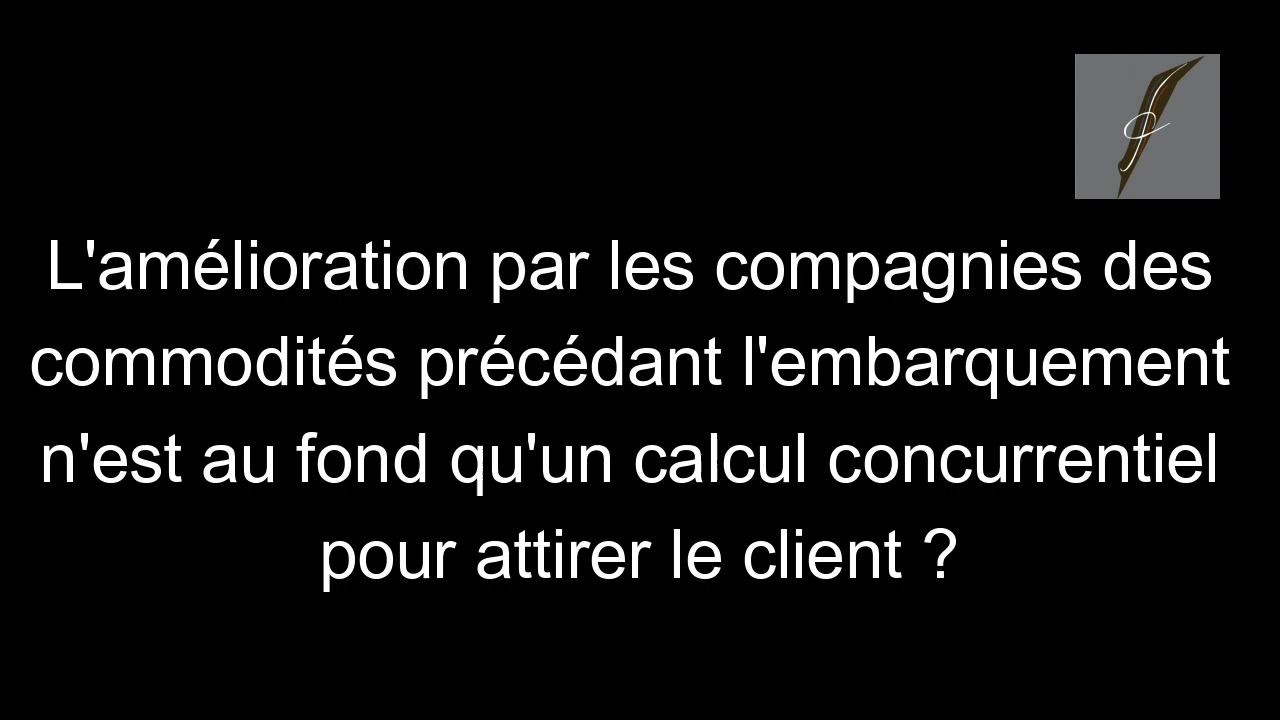 L'amélioration par les compagnies des
commodités précédant l'embarquement
n'est au fond qu'un calcul concurrentiel
pour attirer le client ?